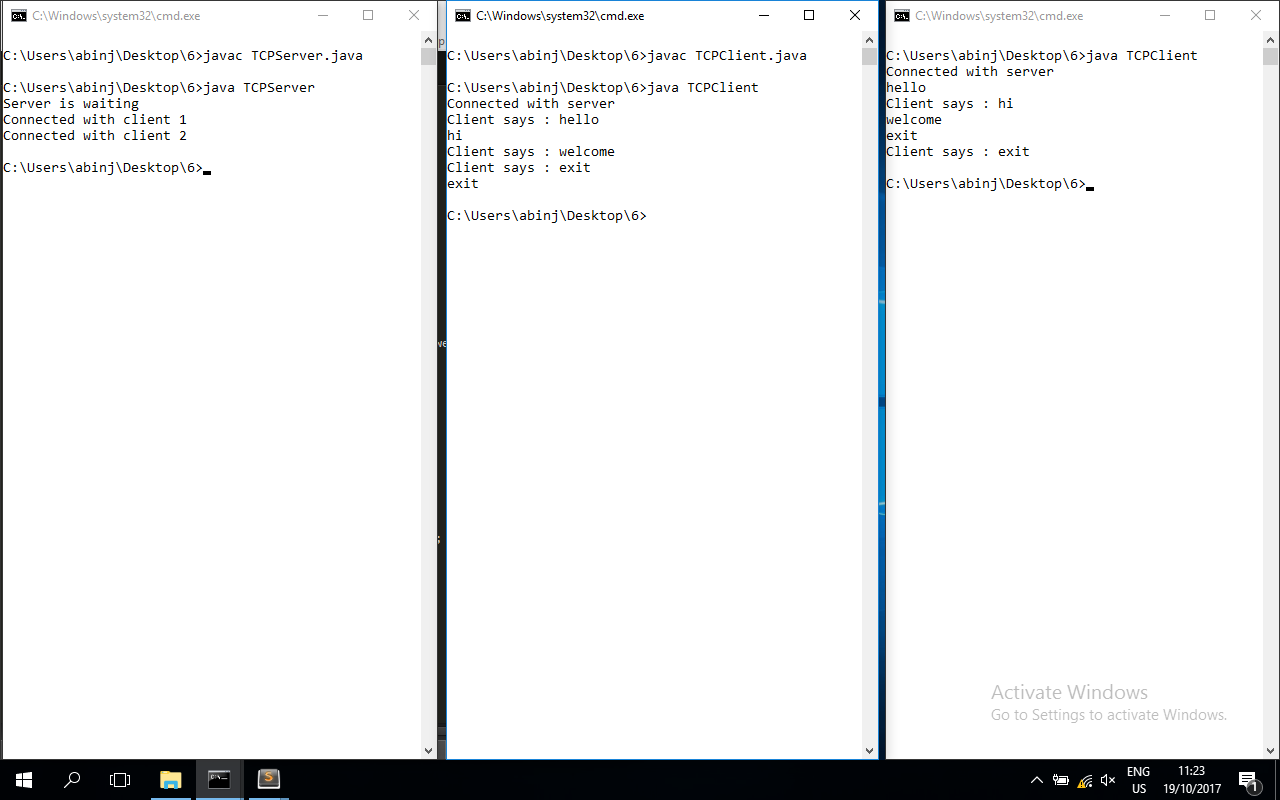 C:\Windows\system32\cmd.exe
C:\Users\abinj\Desktop\6>javac TCPServer.java
C:\Users\abinj\Desktop\6>java TCPServer
Server is waiting
Connected with client 1
Connected with client 2
C:\Users\abinj\Desktop\6>
p
we
;
C:\Windows\system32\cmd.exe
C:\Users\abinj\Desktop\6>javac TCPClient.java
C:\Users\abinj\Desktop\6>java TCPClient
Connected with server
Client says : hello
hi
Client says : welcome
Client says : exit
exit
C:\Users\abinj\Desktop\6>
C:\Windows\system32\cmd.exe
C:\Users\abinj\Desktop\6>java TCPClient
Connected with server
hello
Client says : hi
welcome
exit
Client says : exit
C:\Users\abinj\Desktop\6>
Activate Windows
Go to Settings to activate Windows.
ENG
US
11:23
19/10/2017
1